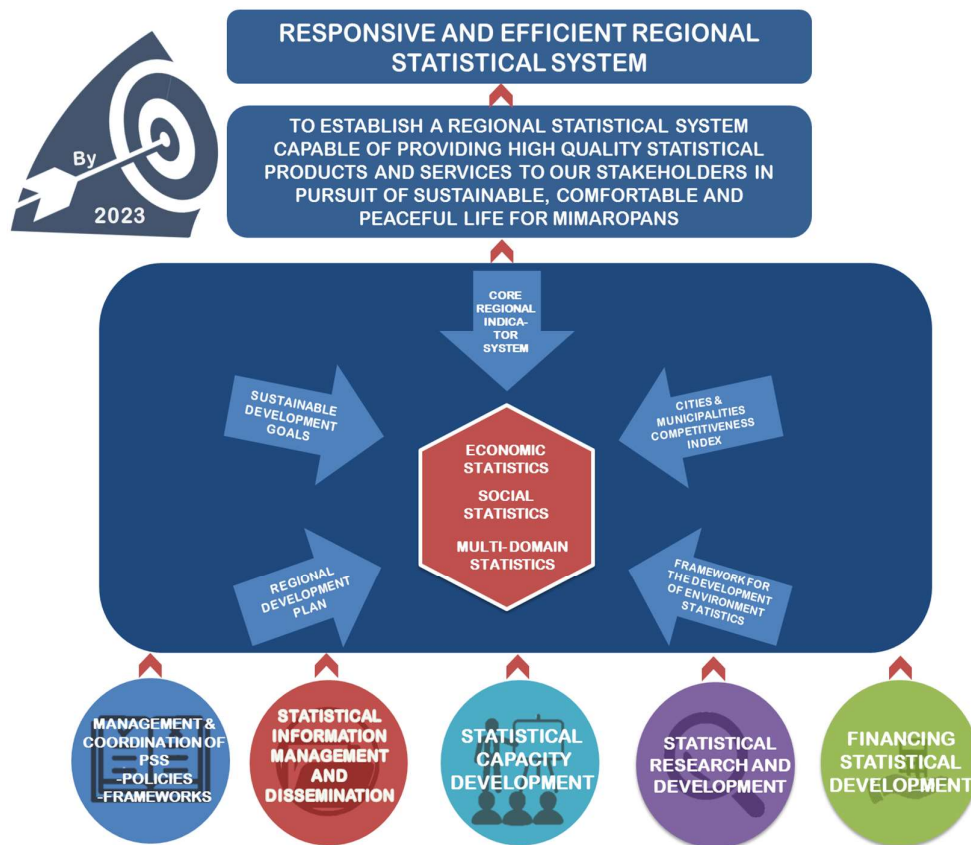 RESPONSIVE AND EFFICIENT REGIONAL
STATISTICAL SYSTEM
By
2023
TO ESTABLISH A REGIONAL STATISTICAL SYSTEM
CAPABLE OF PROVIDING HIGH QUALITY STATISTICAL
PRODUCTS AND SERVICES TO OUR STAKEHOLDERS IN
PURSUIT OF SUSTAINABLE, COMFORTABLE AND
PEACEFUL LIFE FOR MIMAROPANS
CORE
REGIONAL
INDICA-
TOR
SYSTEM
SUSTAINABLE
DEVELOPMENT
GOALS
CITIES &
MUNICIPALITIES
COMPETITIVENESS
INDEX
ECONOMIC
STATISTICS
SOCIAL
STATISTICS
MULTI-DOMAIN
STATISTICS
REGIONAL
DEVELOPMENT
PLAN
FRAMEWORK FOR
THE DEVELOPMENT
OF ENVIRONMENT
STATISTICS
MANAGEMENT &
COORDINATION OF
PSS
-POLICIES
-FRAMEWORKS
STATISTICAL
INFORMATION
MANAGEMENT
AND
DISSEMINATION
STATISTICAL
CAPACITY
DEVELOPMENT
STATISTICAL
RESEARCH AND
DEVELOPMENT
FINANCING
STATISTICAL
DEVELOPMENT